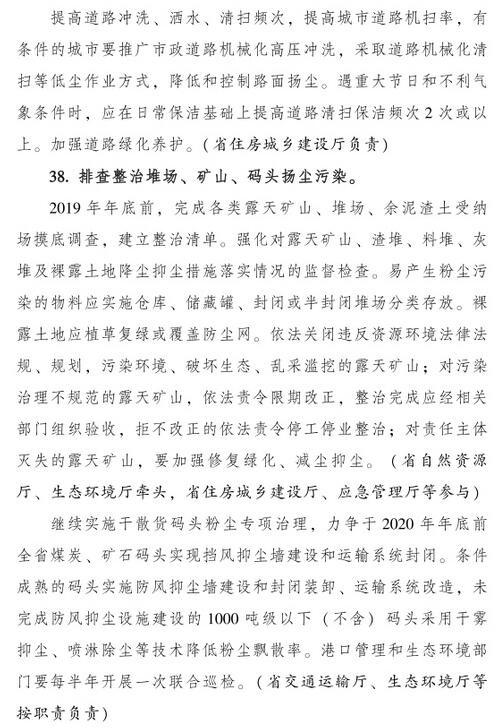 提高道路冲洗、洒水、清扫频次，提高城市道路机扫率，有
条件的城市要推广市政道路机械化高压冲洗，采取道路机械化清
扫等低尘作业方式，降低和控制路面扬尘。遇重大节日和不利气
象条件时，应在日常保洁基础上提高道路清扫保洁频次 2 次或以
上。加强道路绿化养护。（省住房城乡建设厅负责）
38. 排查整治堆场、矿山、码头扬尘污染。
2019 年年底前，完成各类露天矿山、堆场、余泥渣土受纳
场摸底调查，建立整治清单。强化对露天矿山、渣堆、料堆、灰
堆及裸露土地降尘抑尘措施落实情况的监督检查。易产生粉尘污
染的物料应实施仓库、储藏罐、封闭或半封闭堆场分类存放。裸
露土地应植草复绿或覆盖防尘网。依法关闭违反资源环境法律法
规、规划，污染环境、破坏生态、乱采滥挖的露天矿山；对污染
治理不规范的露天矿山，依法责令限期改正，整治完成应经相关
部门组织验收，拒不改正的依法责令停工停业整治；对责任主体
灭失的露天矿山，要加强修复绿化、减尘抑尘。（省自然资源
厅、生态环境厅牵头，省住房城乡建设厅、应急管理厅等参与）
继续实施干散货码头粉尘专项治理，力争于 2020 年年底前
全省煤炭、矿石码头实现挡风抑尘墙建设和运输系统封闭。条件
成熟的码头实施防风抑尘墙建设和封闭装卸、运输系统改造，未
完成防风抑尘设施建设的 1000 吨级以下（不含）码头采用干雾
抑尘、喷淋除尘等技术降低粉尘飘散率。港口管理和生态环境部
门要每半年开展一次联合巡检。（省交通运输厅、生态环境厅等
按职责负责）